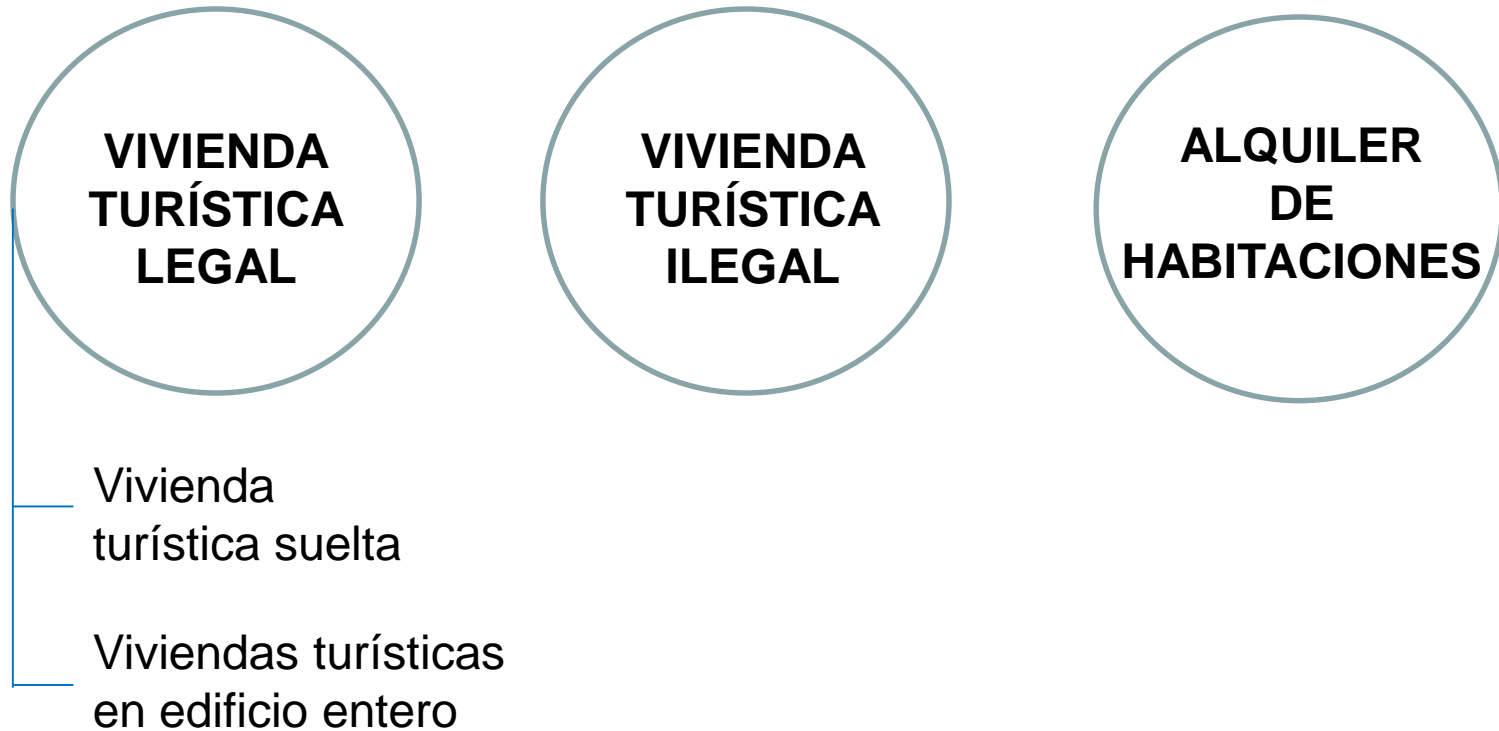 VIVIENDA
TURÍSTICA
LEGAL
VIVIENDA
TURÍSTICA
ILEGAL
ALQUILER
DE
HABITACIONES
Vivienda
turística suelta
Viviendas turísticas
en edificio entero